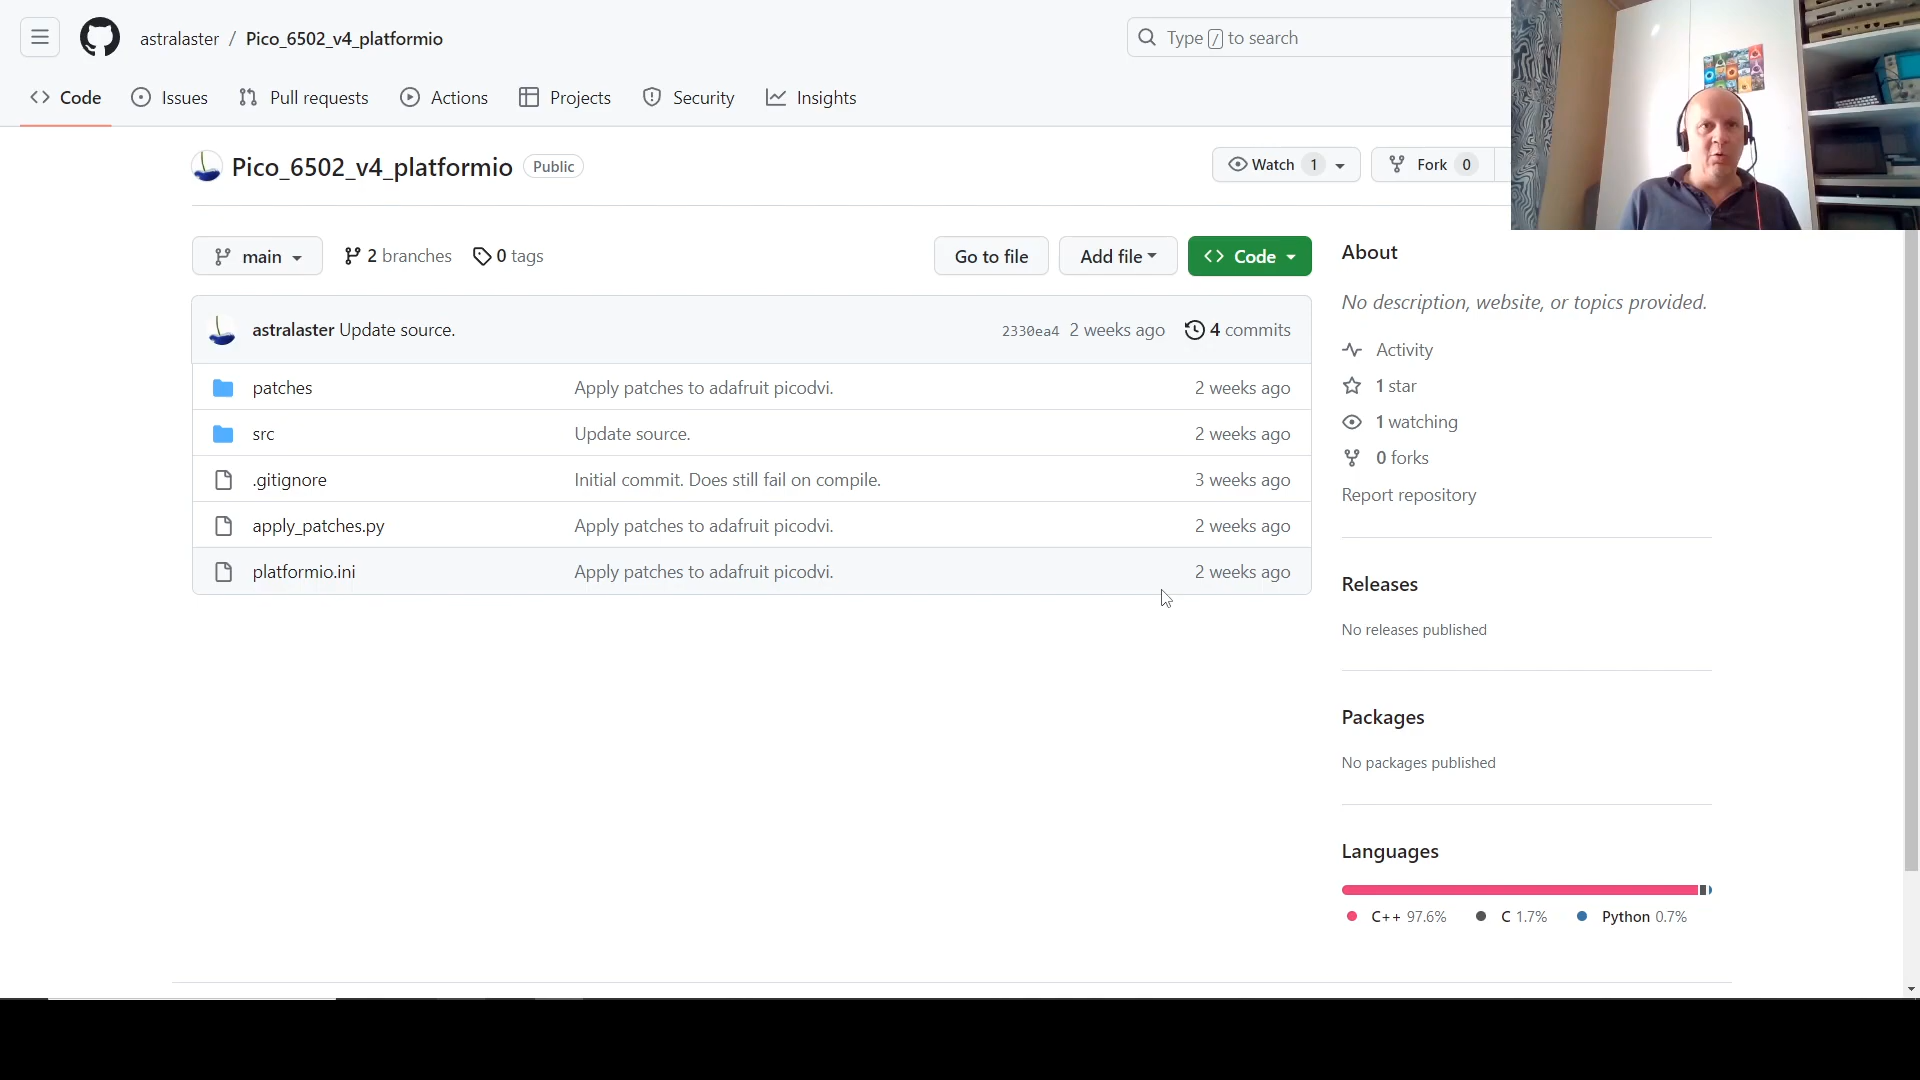 astralaster / Pico_6502_v4_platformio
Type / to search
Code Issues Pull requests Actions Projects Security Insights
Pico_6502_v4_platformio Public
Watch 1 Fork 0
main 2 branches 0 tags Go to file Add file Code
astralaster Update source. 2330ea4 2 weeks ago 4 commits
patches Apply patches to adafruit picodvi. 2 weeks ago
src Update source. 2 weeks ago
.gitignore Initial commit. Does still fail on compile. 3 weeks ago
apply_patches.py Apply patches to adafruit picodvi. 2 weeks ago
platformio.ini Apply patches to adafruit picodvi. 2 weeks ago
About
No description, website, or topics provided.
Activity
1 star
1 watching
0 forks
Report repository
Releases
No releases published
Packages
No packages published
Languages
C++ 97.6% C 1.7% Python 0.7%